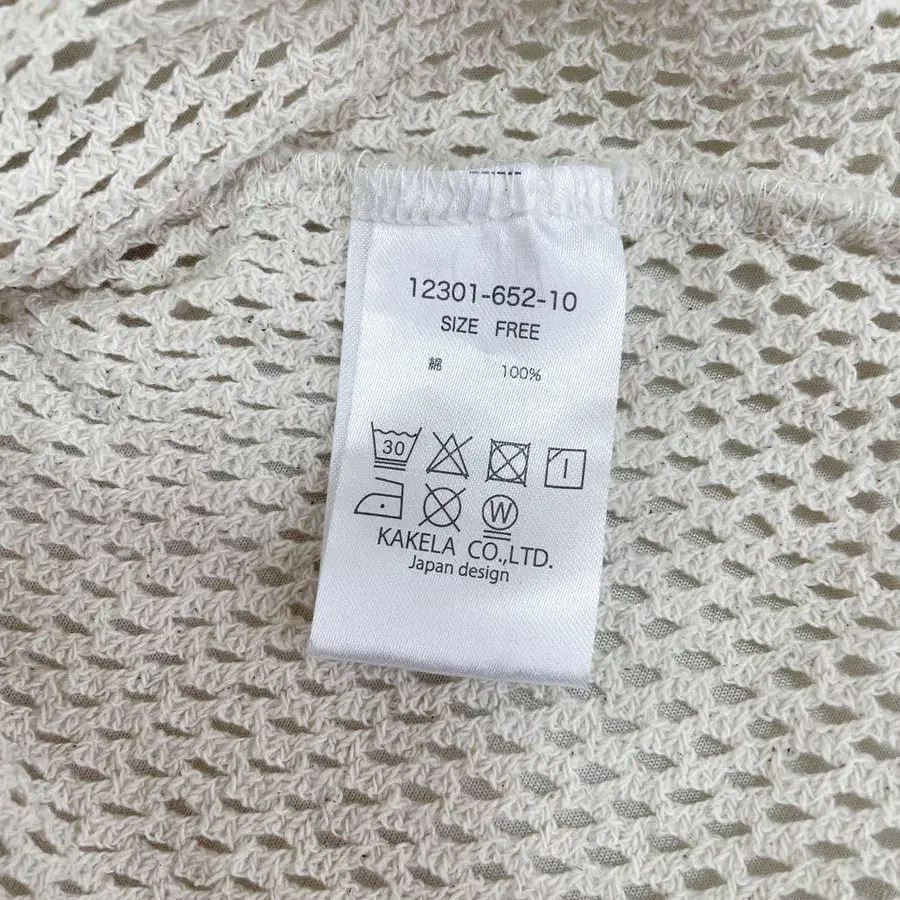 12301-652-10
SIZE FREE
綿 100%
30
W
KAKELA CO.,LTD.
Japan design